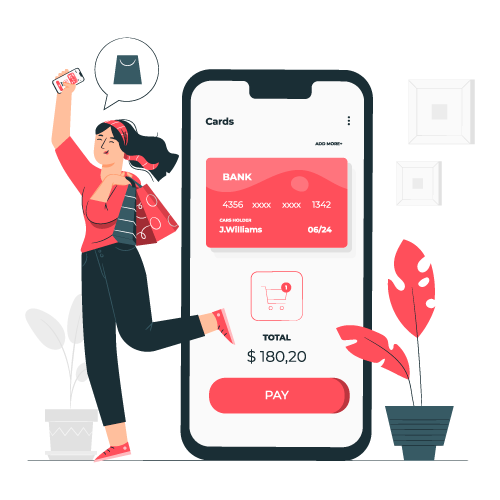 Cards
ADD MORE+
BANK
4356 xxxx xxxx 1342
CARD HOLDER
J.Williams 06/24
1
TOTAL
$ 180,20
PAY